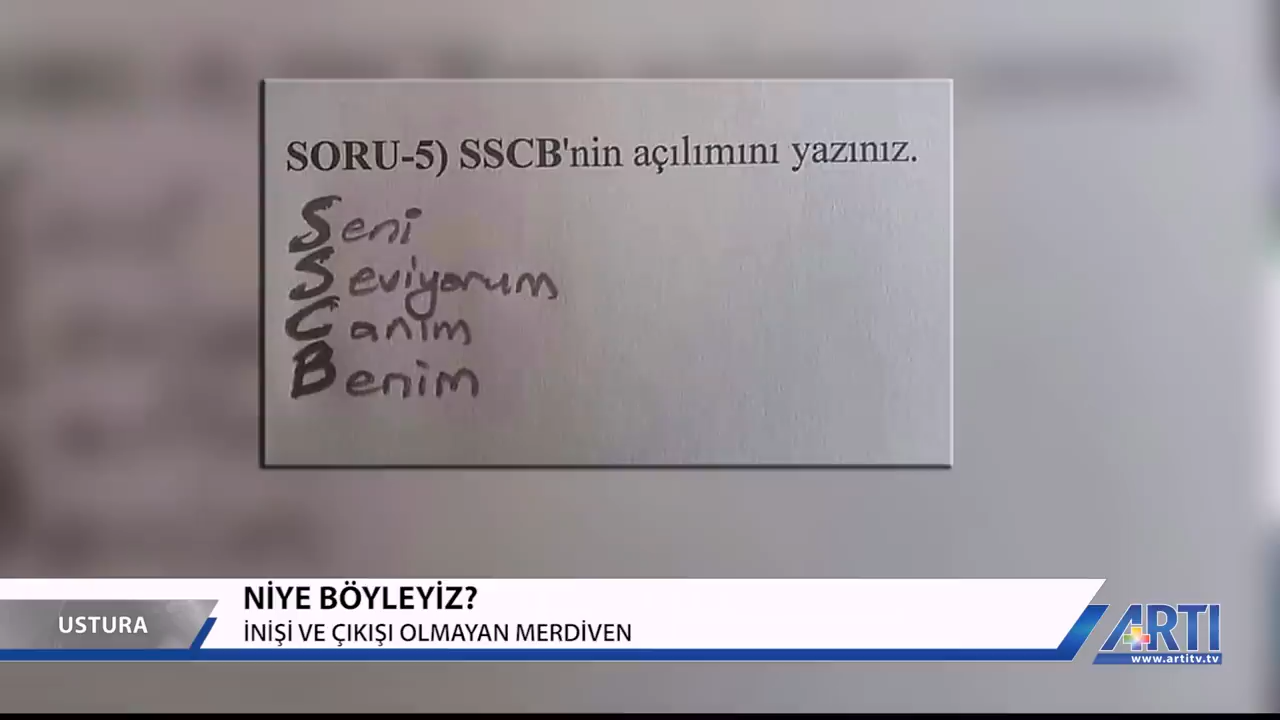 SORU-5) SSCB'nin açılımını yazınız.
Seni
Seviyorum
Canım
Benim
NİYE BÖYLEYİZ?
USTURA
İNİŞİ VE ÇIKIŞI OLMAYAN MERDİVEN
ARTI
www.artitv.tv